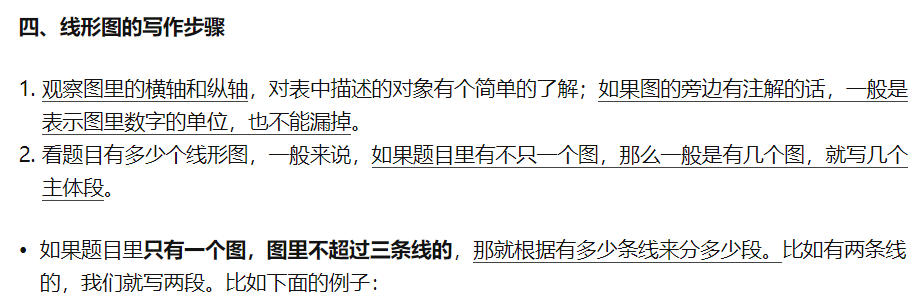 四、线形图的写作步骤
1. 观察图里的横轴和纵轴，对表中描述的对象有个简单的了解；如果图的旁边有注解的话，一般是
表示图里数字的单位，也不能漏掉。
2. 看题目有多少个线形图，一般来说，如果题目里有不只一个图，那么一般是有几个图，就写几个
主体段。
• 如果题目里只有一个图，图里不超过三条线的，那就根据有多少条线来分多少段。比如有两条线
的，我们就写两段。比如下面的例子：